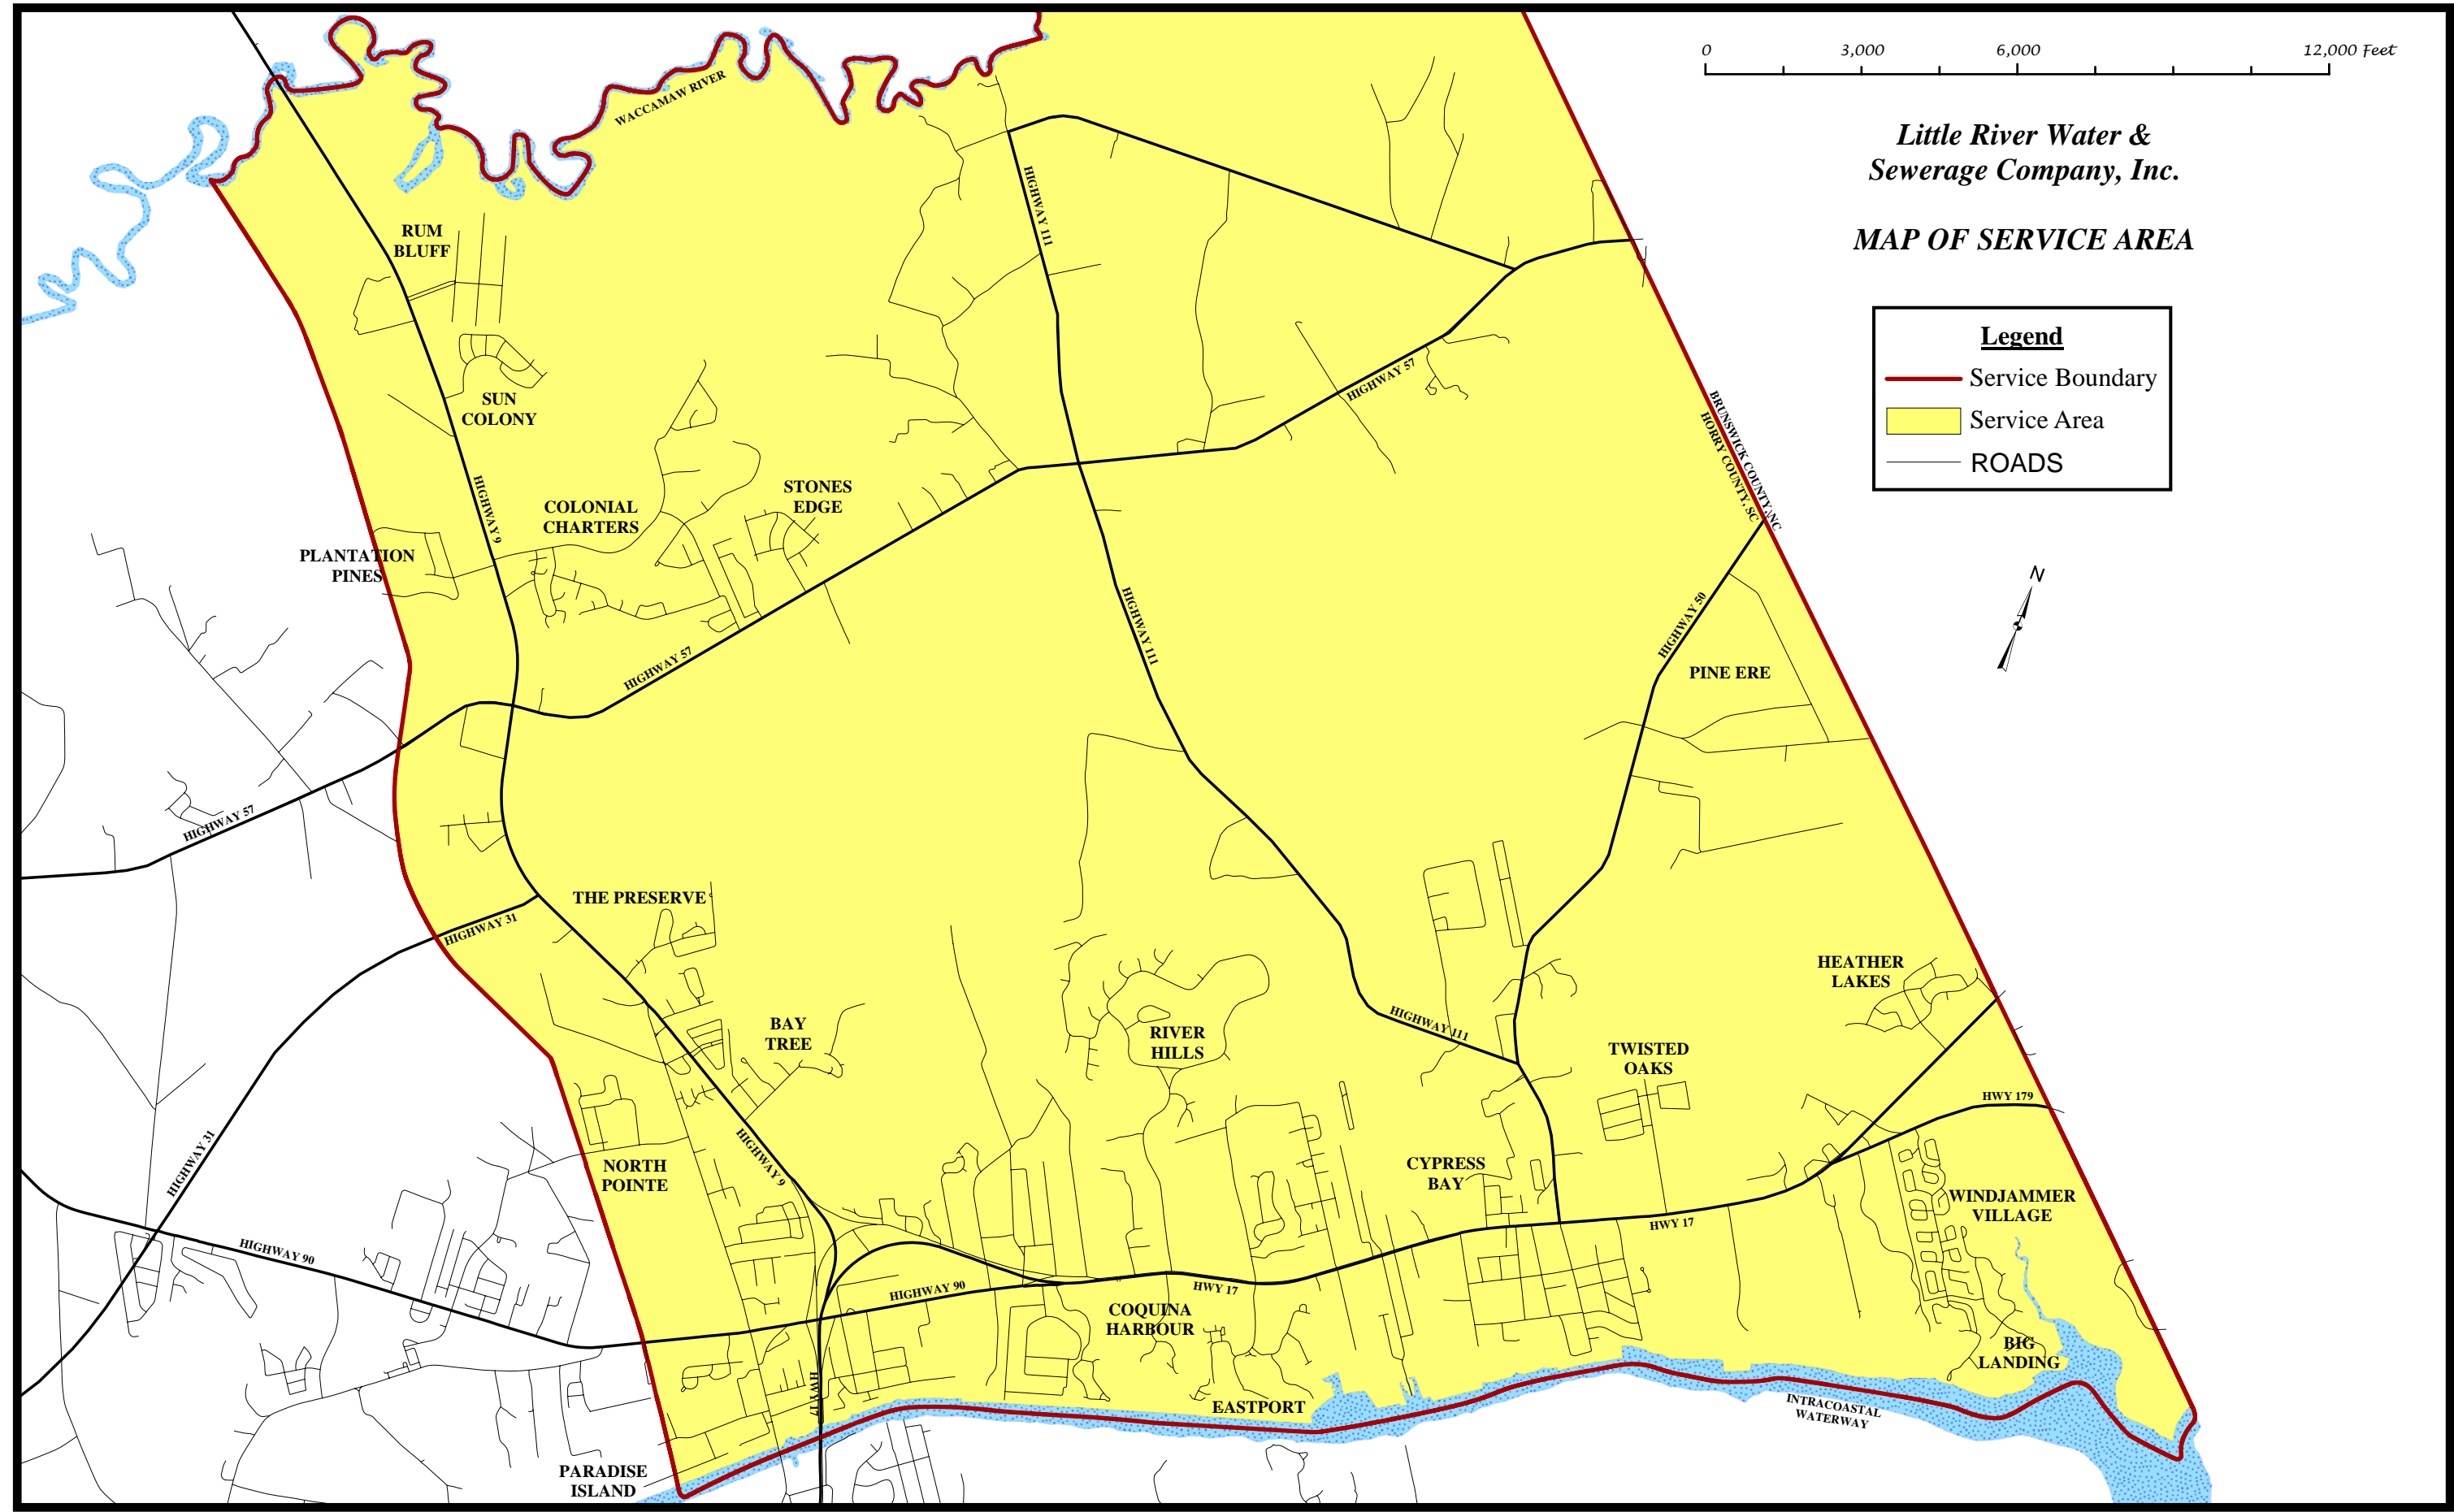 0 3,000 6,000 12,000 Feet
Little River Water &
Sewerage Company, Inc.
MAP OF SERVICE AREA
Legend
Service Boundary
Service Area
ROADS
N
WACCAMAW RIVER
RUM
BLUFF
HIGHWAY 111
SUN
COLONY
HIGHWAY 57
BRUNSWICK COUNTY, NC
HORRY COUNTY, SC
HIGHWAY 9
COLONIAL
CHARTERS
STONES
EDGE
PLANTATION
PINES
HIGHWAY 57
HIGHWAY 111
HIGHWAY 50
PINE ERE
HIGHWAY 57
THE PRESERVE
HIGHWAY 31
BAY
TREE
RIVER
HILLS
HIGHWAY 111
HEATHER
LAKES
TWISTED
OAKS
HWY 179
HIGHWAY 31
NORTH
POINTE
HIGHWAY 9
CYPRESS
BAY
WINDJAMMER
VILLAGE
HWY 17
HIGHWAY 90
HIGHWAY 90
HWY 17
COQUINA
HARBOUR
BIG
LANDING
HWY 17
EASTPORT
INTRACOASTAL
WATERWAY
PARADISE
ISLAND